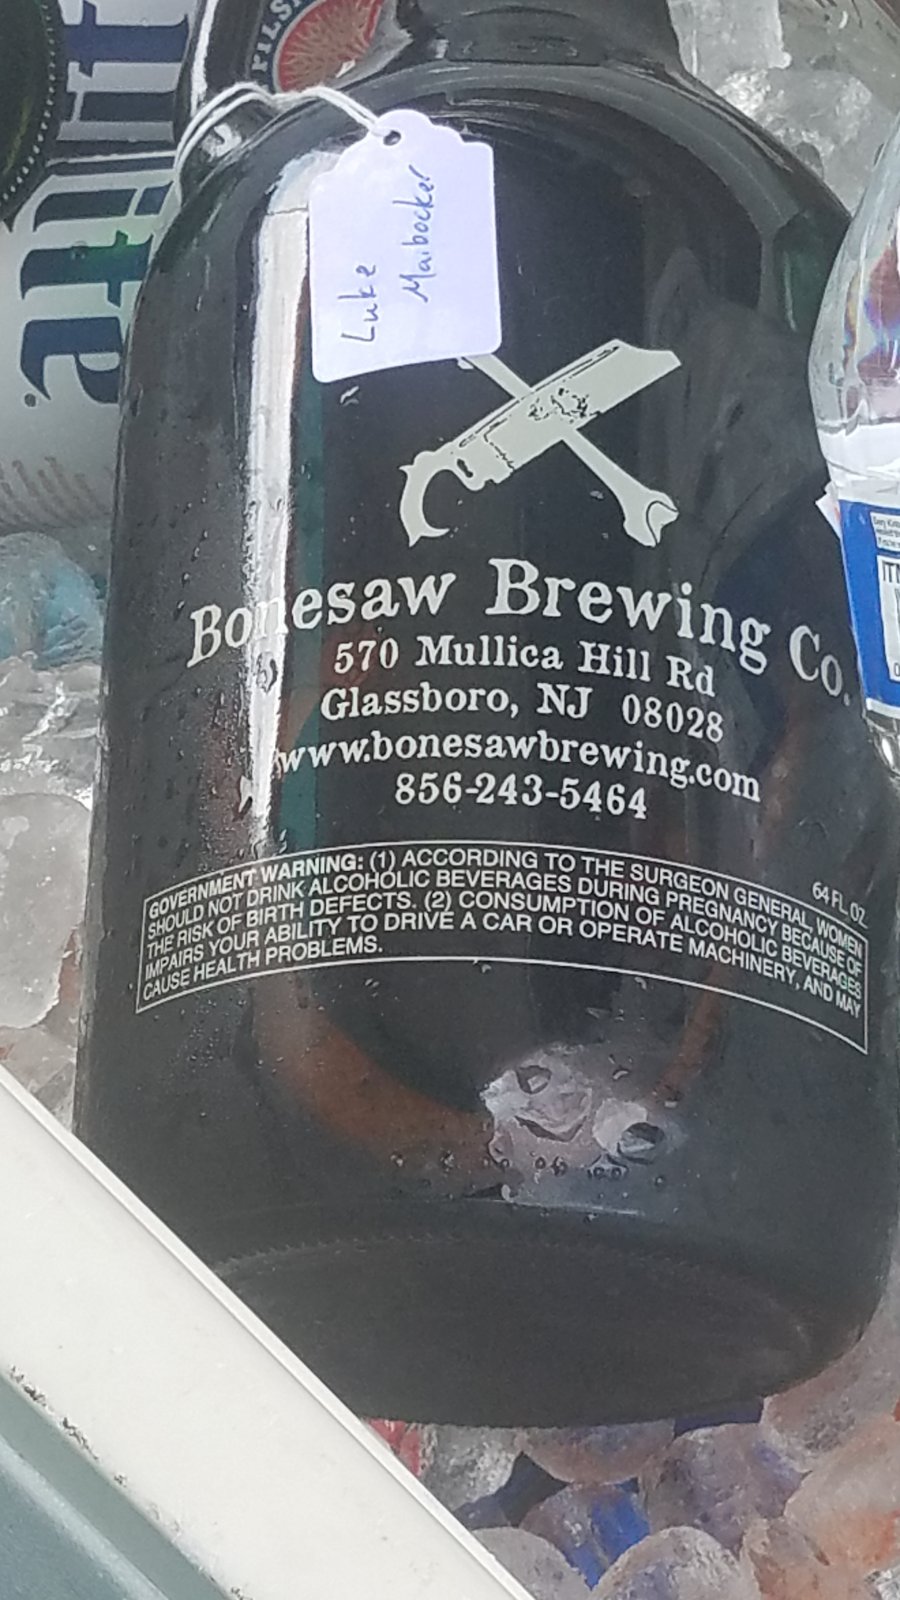 PILS
Lite
Luke
Maibocker
Bonesaw Brewing Co.
570 Mullica Hill Rd
Glassboro, NJ 08028
www.bonesawbrewing.com
856-243-5464
64 FL. OZ.
GOVERNMENT WARNING: (1) ACCORDING TO THE SURGEON GENERAL, WOMEN
SHOULD NOT DRINK ALCOHOLIC BEVERAGES DURING PREGNANCY BECAUSE OF
THE RISK OF BIRTH DEFECTS. (2) CONSUMPTION OF ALCOHOLIC BEVERAGES
IMPAIRS YOUR ABILITY TO DRIVE A CAR OR OPERATE MACHINERY, AND MAY
CAUSE HEALTH PROBLEMS.